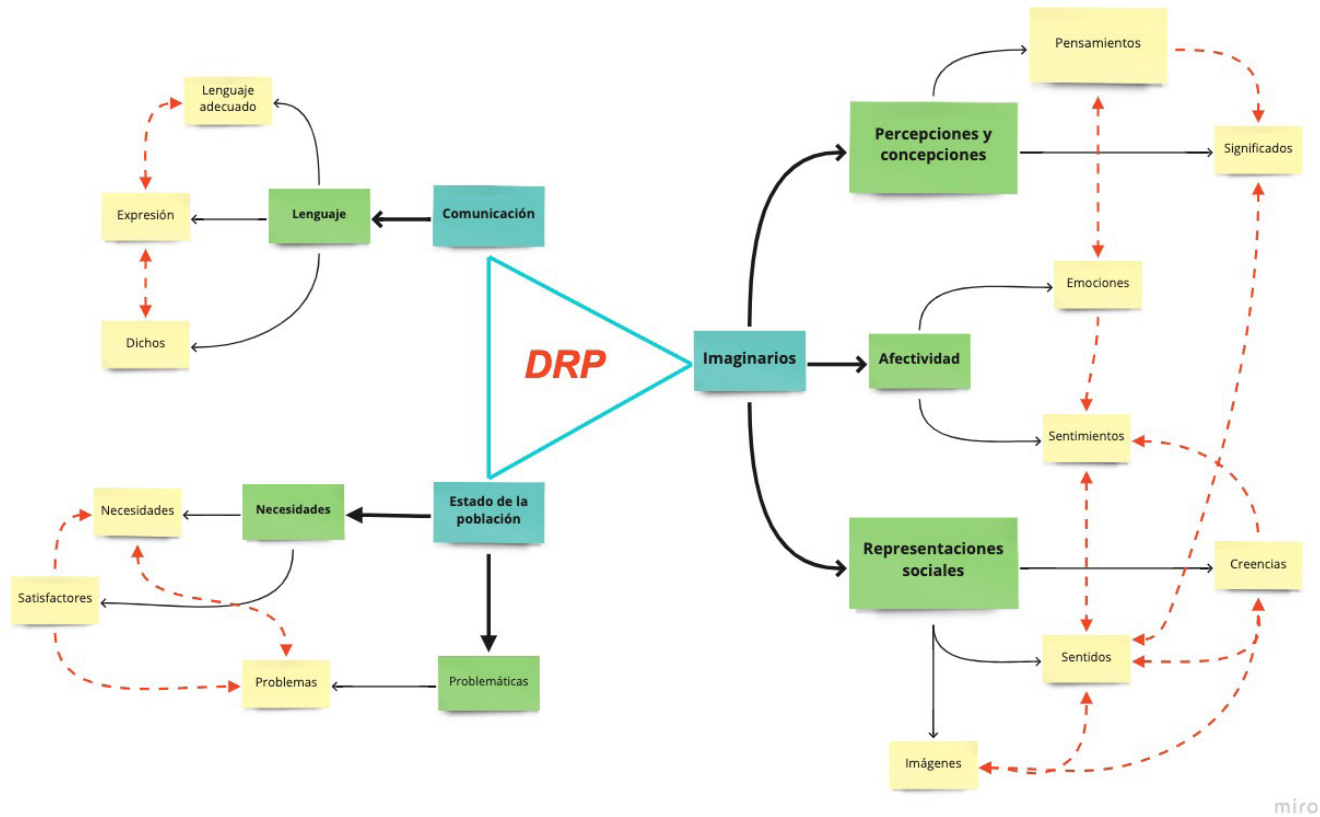 Pensamientos
Lenguaje
adecuado
Percepciones y
concepciones
Significados
Expresión
Lenguaje
Comunicación
Emociones
Dichos
DRP
Imaginarios
Afectividad
Sentimientos
Necesidades
Necesidades
Estado de la
población
Representaciones
sociales
Creencias
Satisfactores
Sentidos
Problemas
Problemáticas
Imágenes
miro